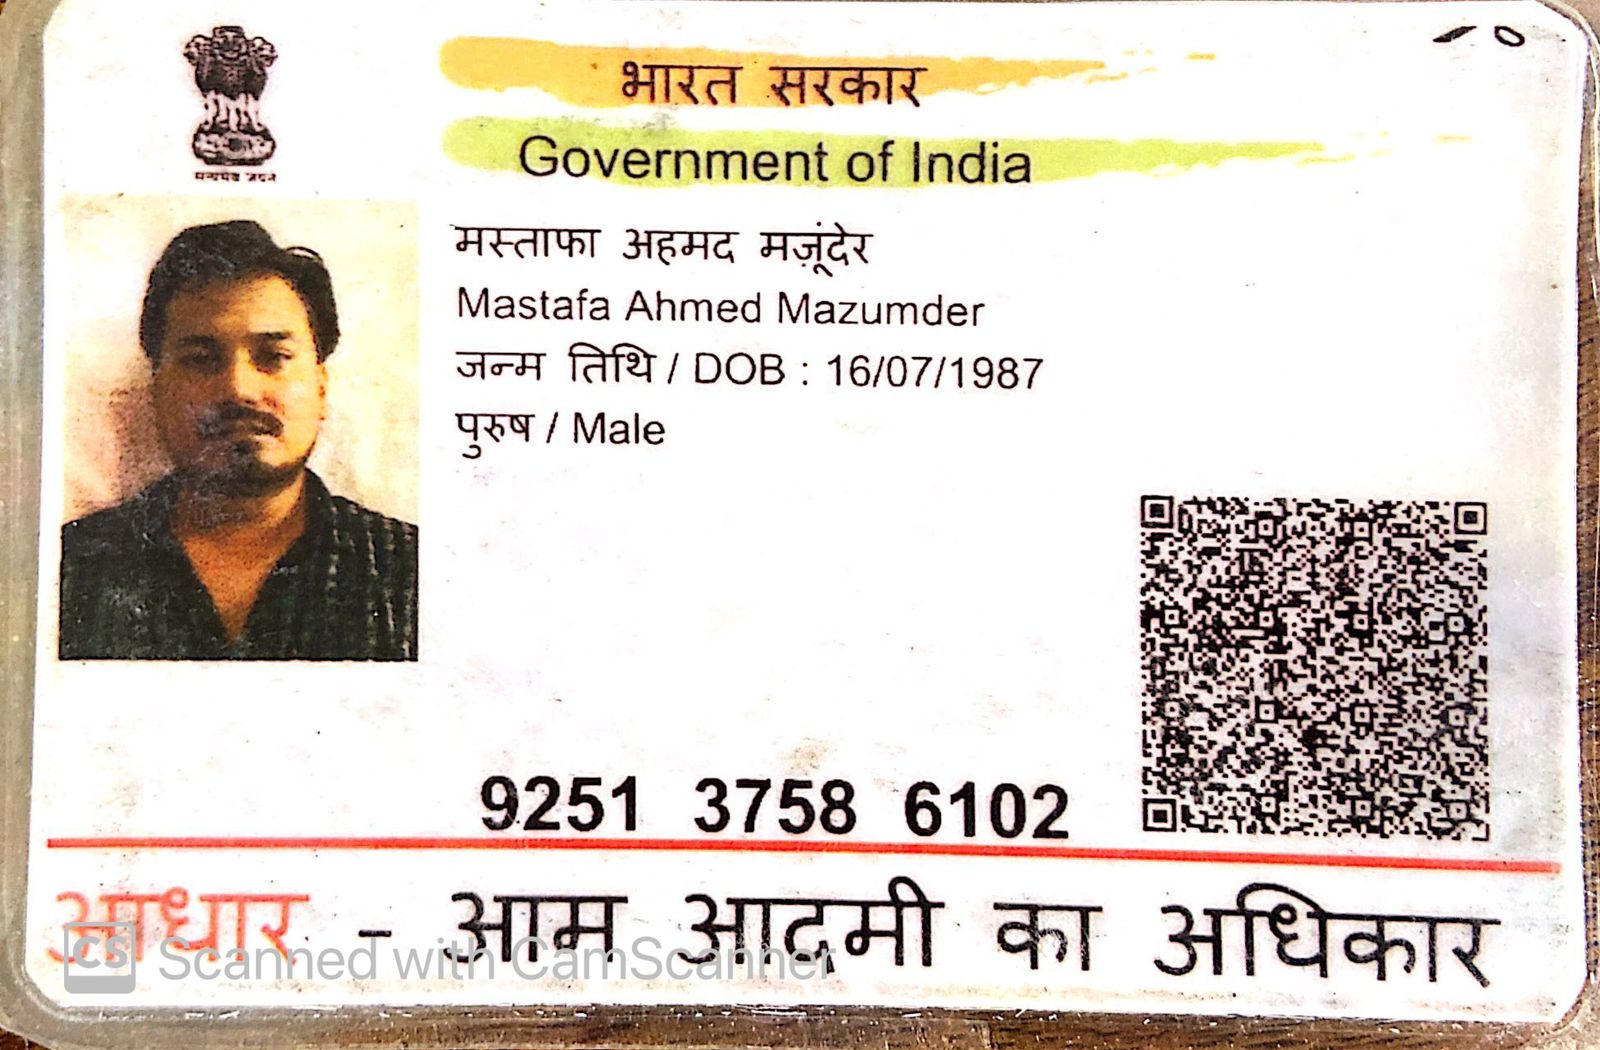 भारत सरकार
Government of India
सत्यमेव जयते
मस्ताफा अहमद मज़ूंदेर
Mastafa Ahmed Mazumder
जन्म तिथि / DOB : 16/07/1987
पुरुष / Male
9251 3758 6102
आधार - आम आदमी का अधिकार
CS Scanned with CamScanner